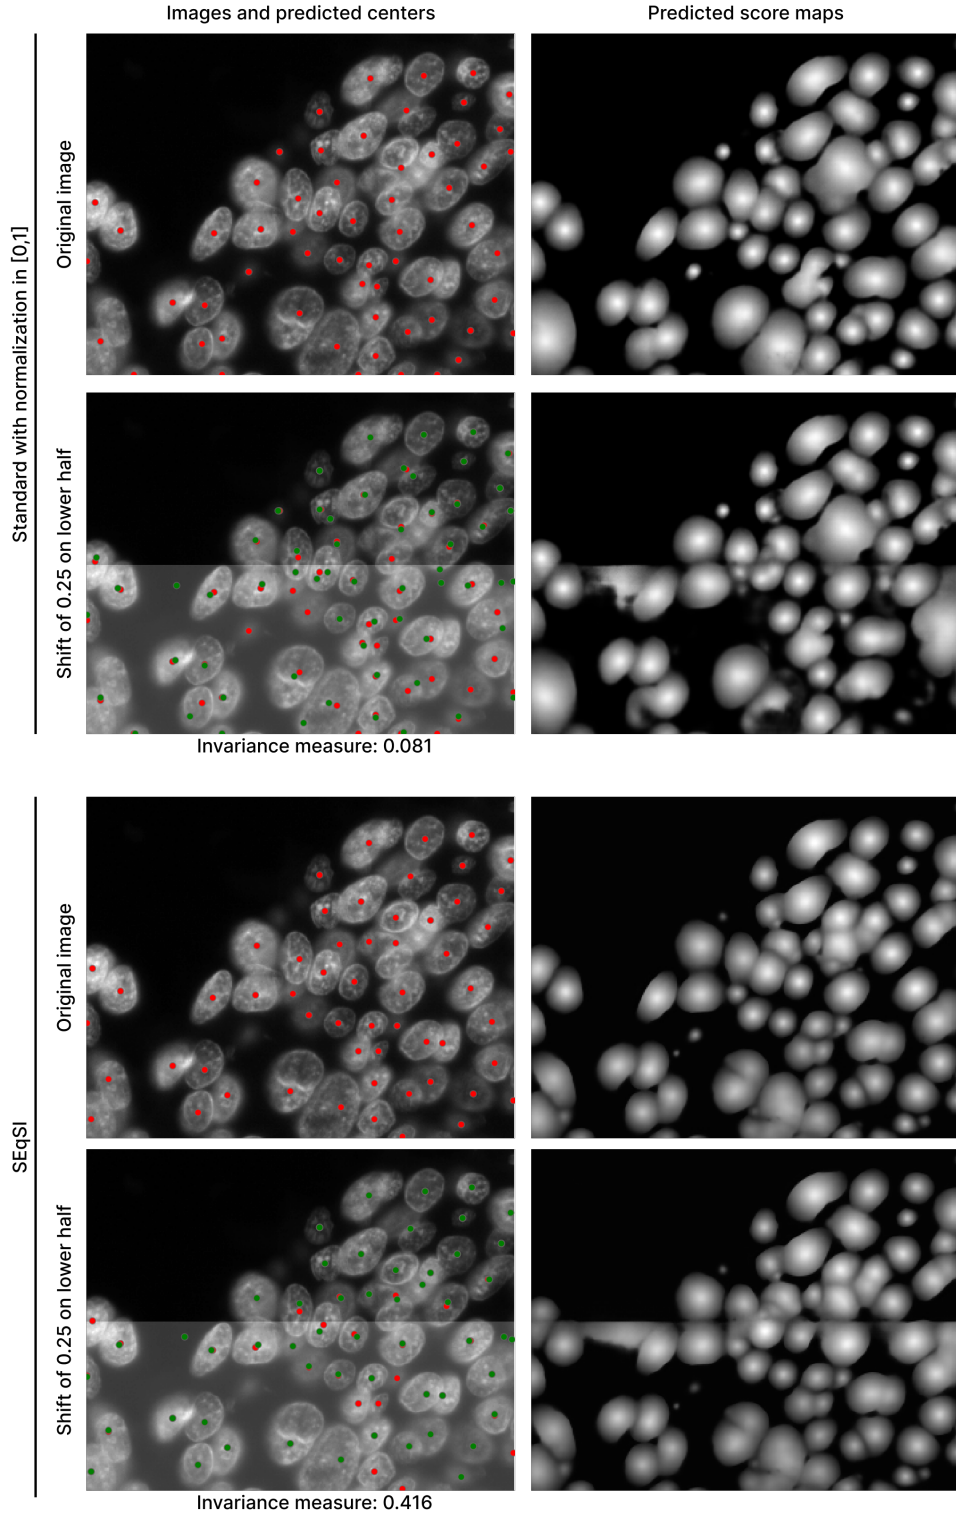 Images and predicted centers
Predicted score maps
Standard with normalization in [0,1]
Original image
Shift of 0.25 on lower half
Invariance measure: 0.081
SEqSI
Original image
Shift of 0.25 on lower half
Invariance measure: 0.416